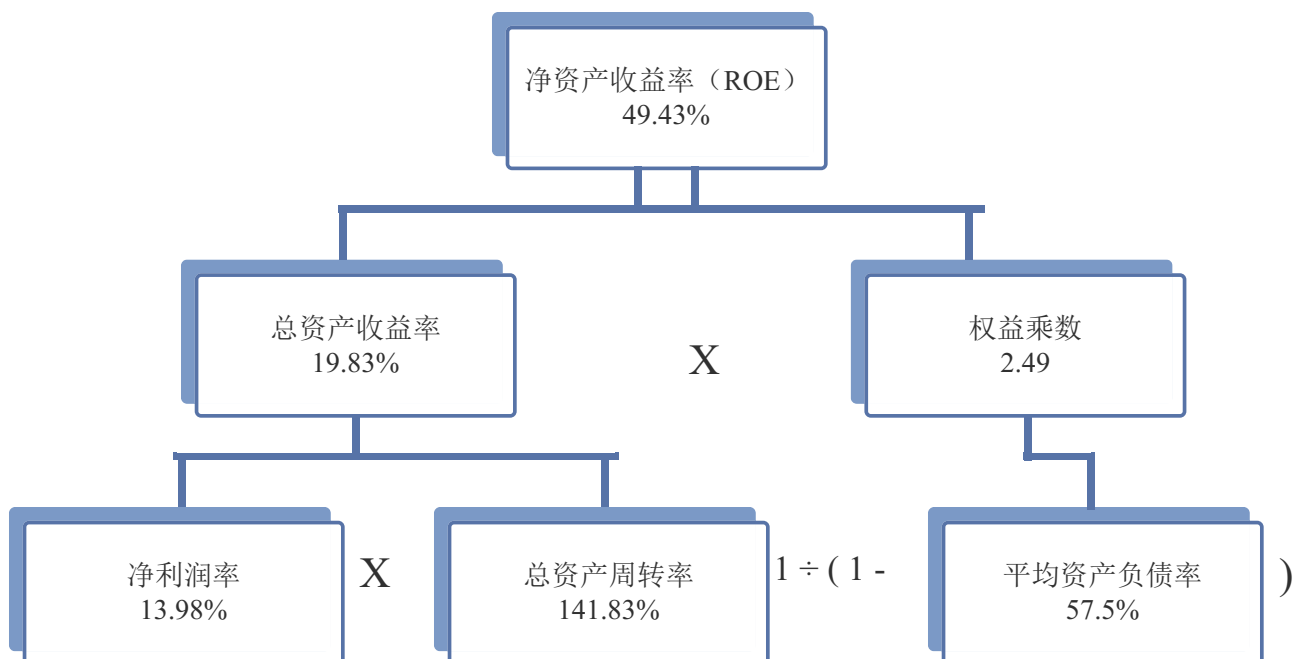 净资产收益率（ROE）
49.43%
总资产收益率
19.83%
X
权益乘数
2.49
净利润率
13.98%
X
总资产周转率
141.83%
1 ÷ ( 1 -
平均资产负债率
57.5%
)